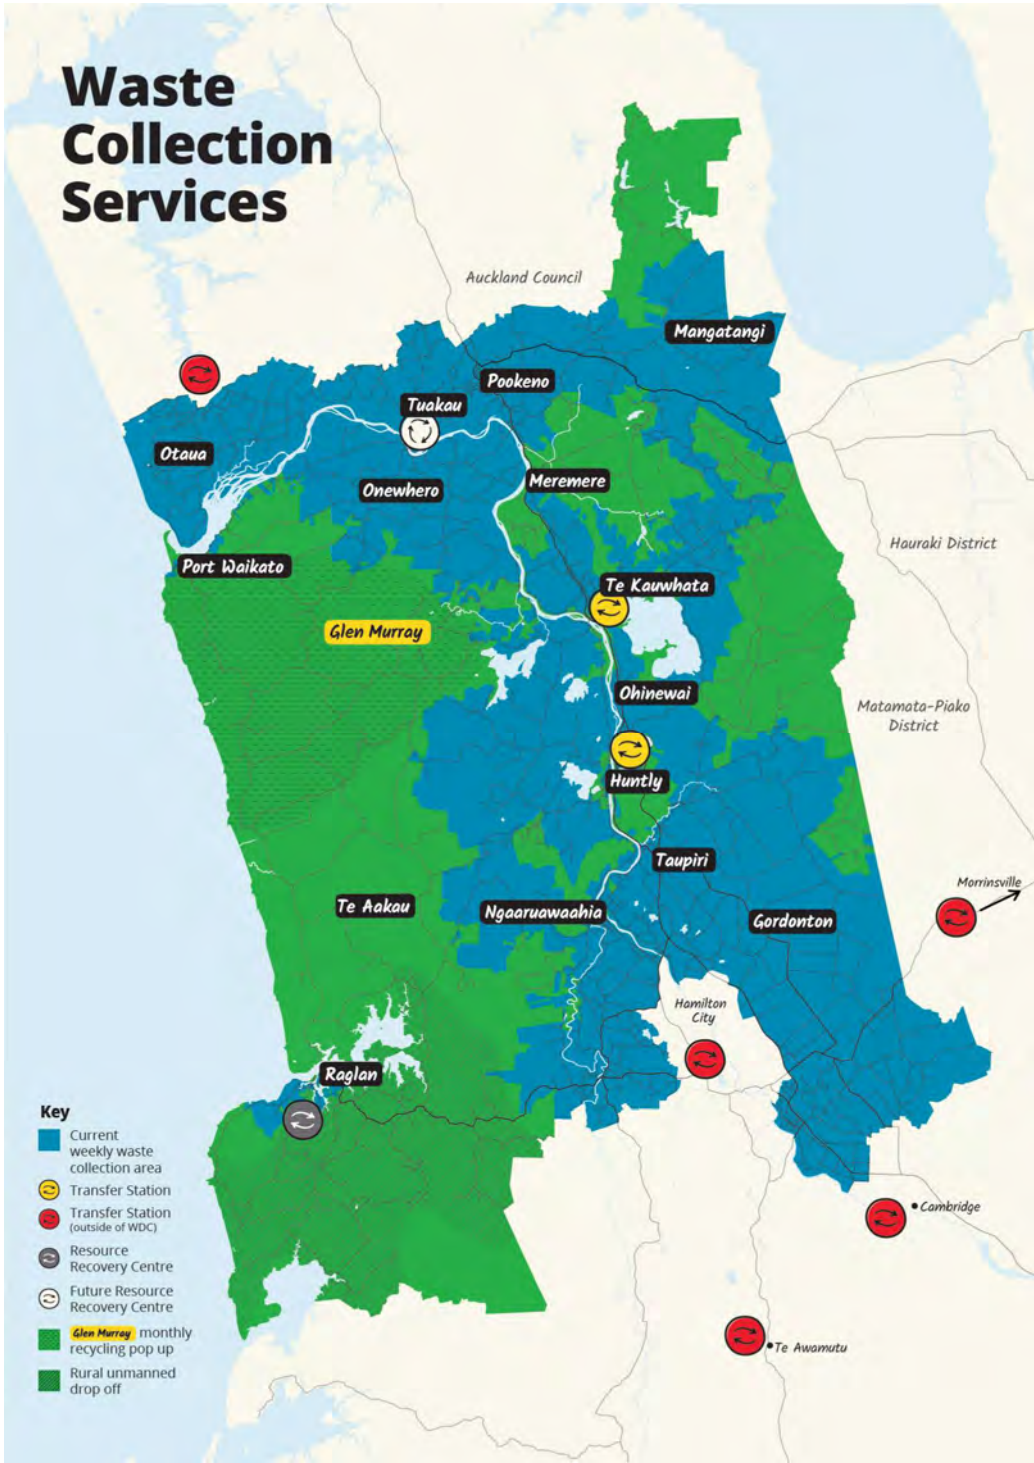 Waste
Collection
Services
Auckland Council
Mangatangi
Pookeno
Tuakau
Otaua
Onewhero
Meremere
Hauraki District
Port Waikato
Te Kauwhata
Glen Murray
Ohinewai
Matamata-Piako
District
Huntly
Taupiri
Morrinsville
Te Aakau
Ngaaruawaahia
Gordonton
Hamilton
City
Raglan
Key
Current
weekly waste
collection area
Transfer Station
Transfer Station
(outside of WDC)
Resource
Recovery Centre
Future Resource
Recovery Centre
Glen Murray monthly
recycling pop up
Rural unmanned
drop off
Cambridge
Te Awamutu